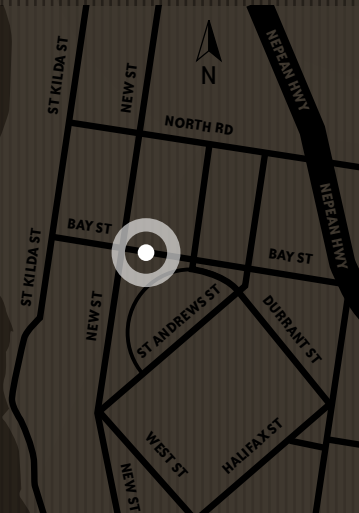 ST KILDA ST
NEW ST
NEPEAN HWY
N
NORTH RD
NEPEAN HWY
BAY ST
BAY ST
ST KILDA ST
NEW ST
ST ANDREWS ST
DURRANT ST
WEST ST
HALIFAX ST
NEW ST